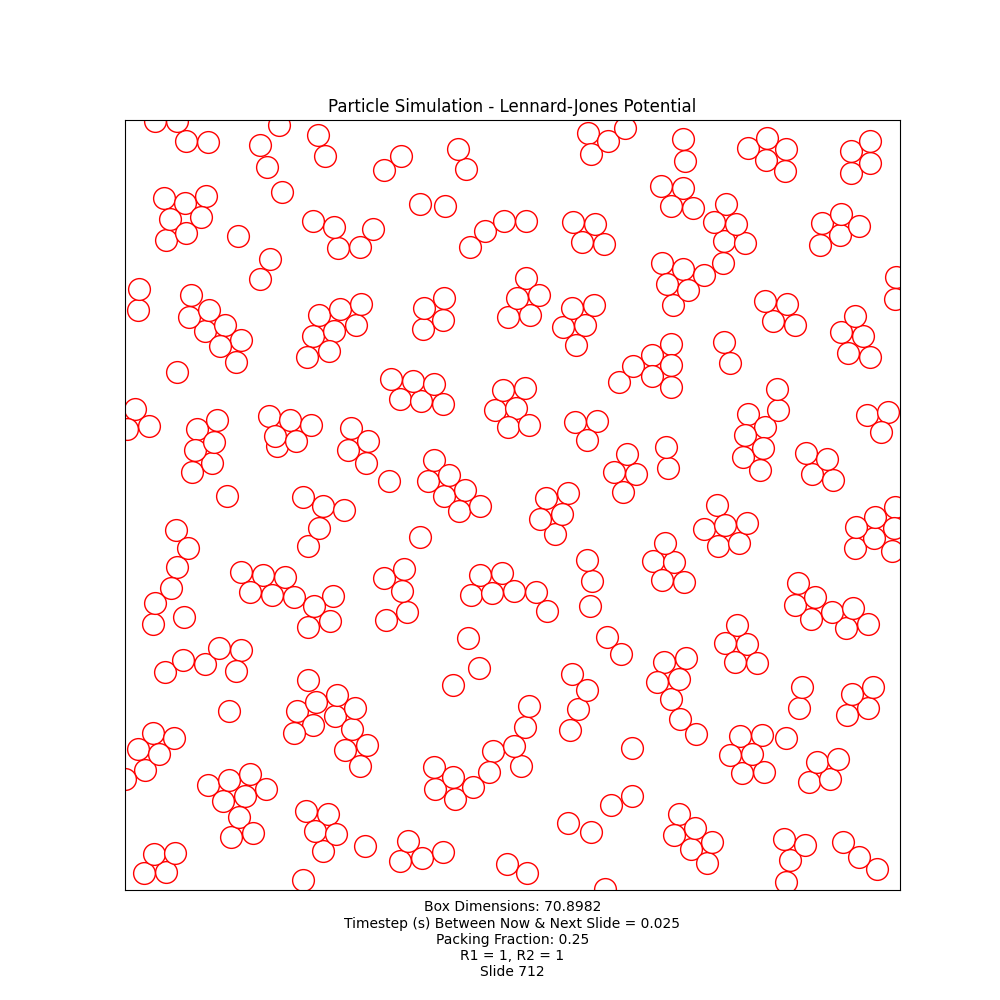 Particle Simulation - Lennard-Jones Potential
Box Dimensions: 70.8982
Timestep (s) Between Now & Next Slide = 0.025
Packing Fraction: 0.25
R1 = 1, R2 = 1
Slide 712